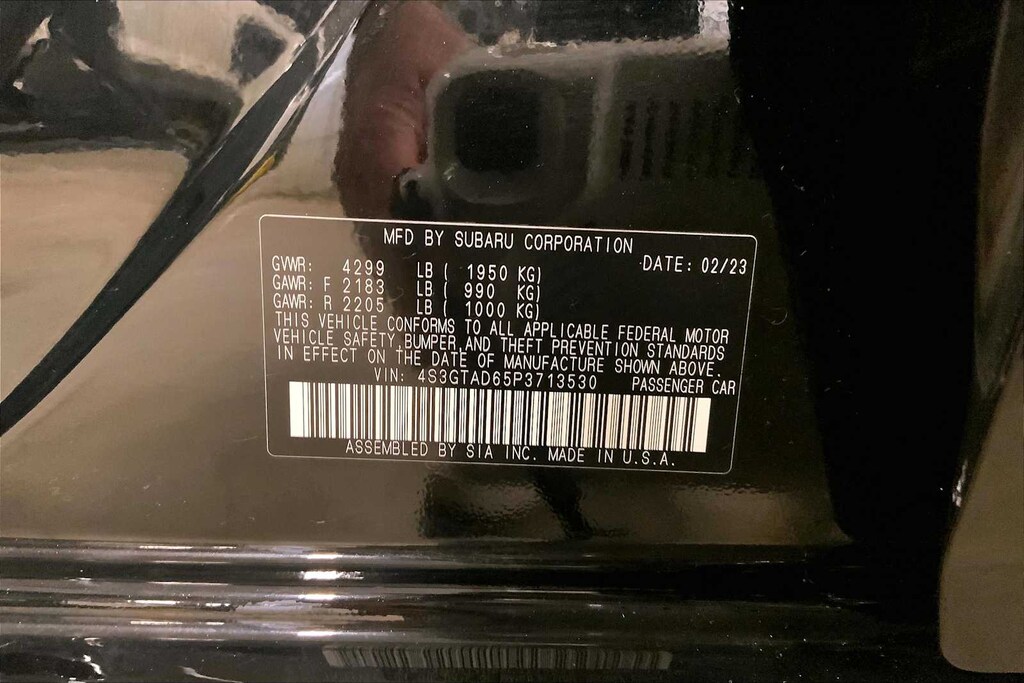 MFD BY SUBARU CORPORATION
GVWR: 4299 LB ( 1950 KG) DATE: 02/23
GAWR: F 2183 LB ( 990 KG)
GAWR: R 2205 LB ( 1000 KG)
THIS VEHICLE CONFORMS TO ALL APPLICABLE FEDERAL MOTOR
VEHICLE SAFETY,BUMPER,AND THEFT PREVENTION STANDARDS
IN EFFECT ON THE DATE OF MANUFACTURE SHOWN ABOVE.
VIN: 4S3GTAD65P3713530 PASSENGER CAR
ASSEMBLED BY SIA INC. MADE IN U.S.A.